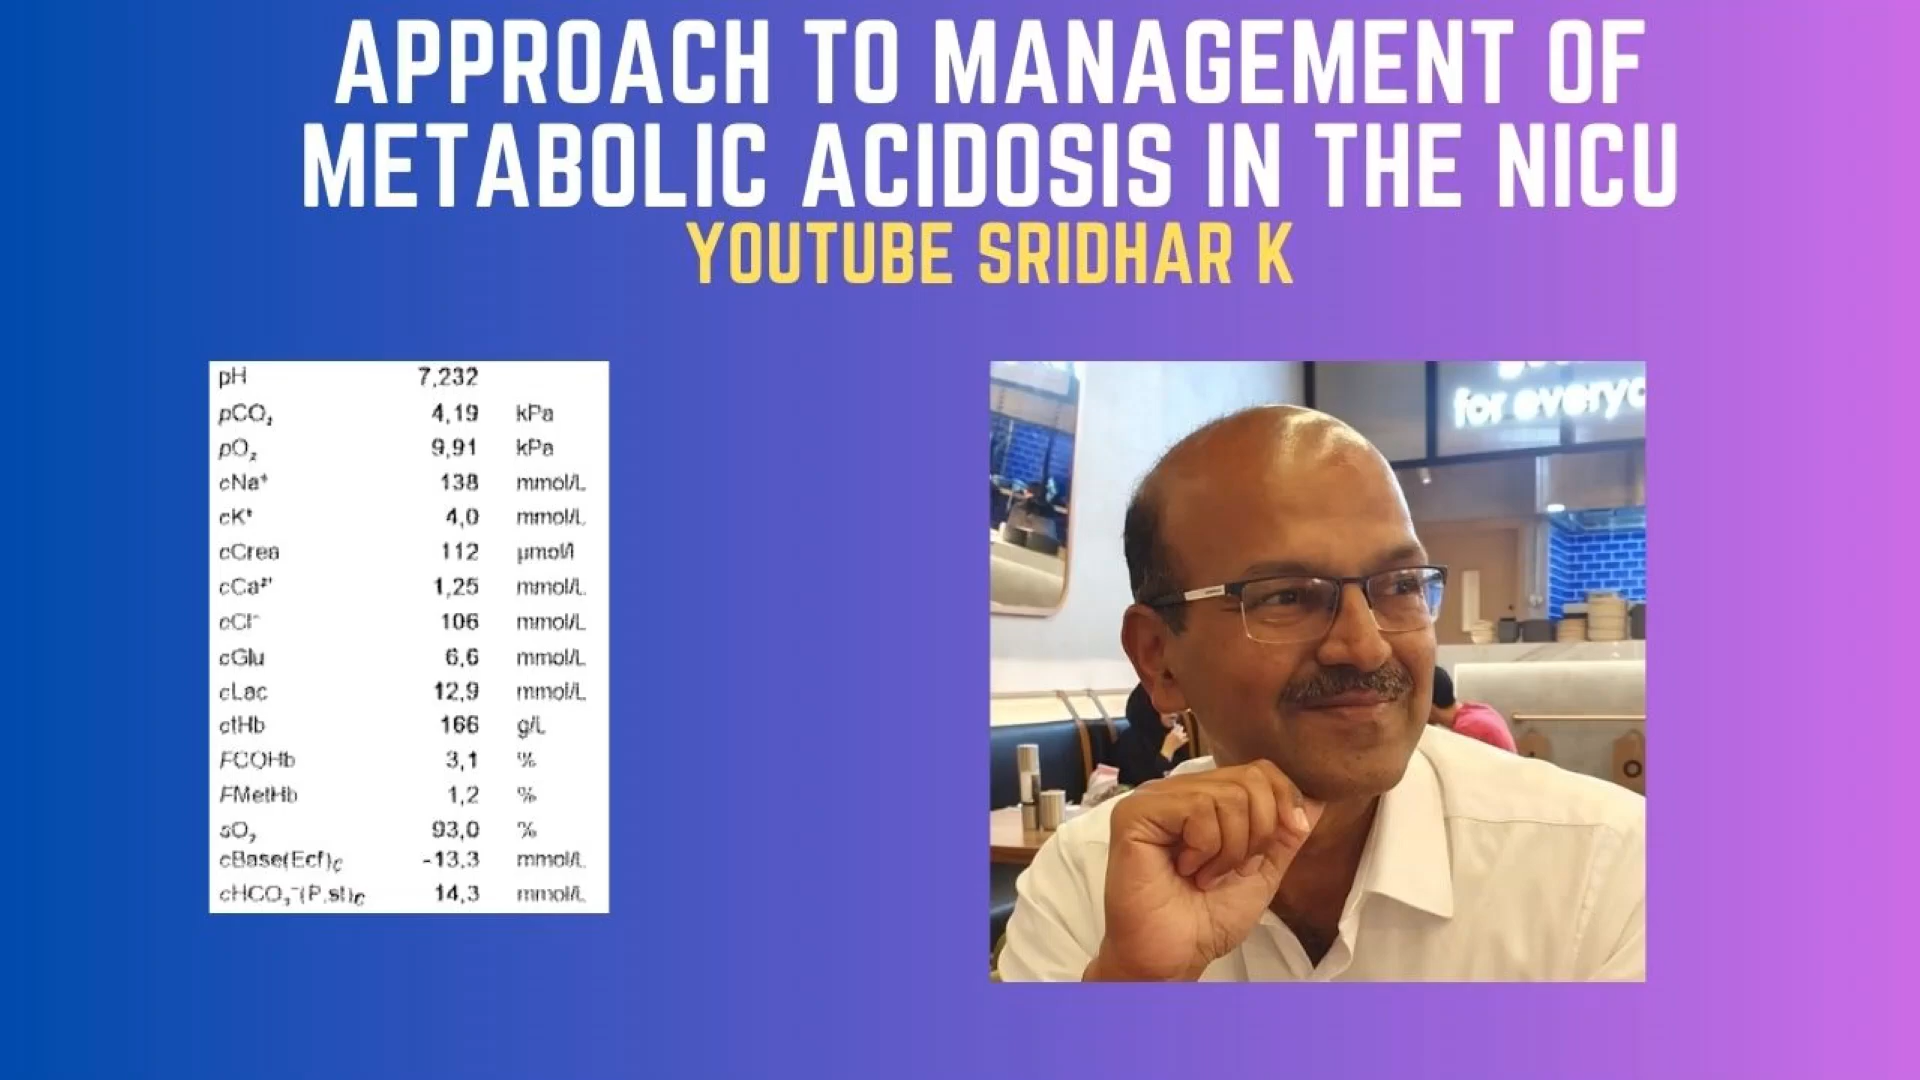 APPROACH TO MANAGEMENT OF
METABOLIC ACIDOSIS IN THE NICU
YOUTUBE SRIDHAR K
pH 7,232
pCO₂ 4,19 kPa
pO₂ 9,91 kPa
cNa⁺ 138 mmol/L
cK⁺ 4,0 mmol/L
cCrea 112 µmol/l
cCa²⁺ 1,25 mmol/L
cCl⁻ 106 mmol/L
cGlu 6,6 mmol/L
cLac 12,9 mmol/L
ctHb 166 g/L
FCOHb 3,1 %
FMetHb 1,2 %
sO₂ 93,0 %
cBase(Ecf)c -13,3 mmol/L
cHCO₃⁻(P,st)c 14,3 mmol/L
for everyd